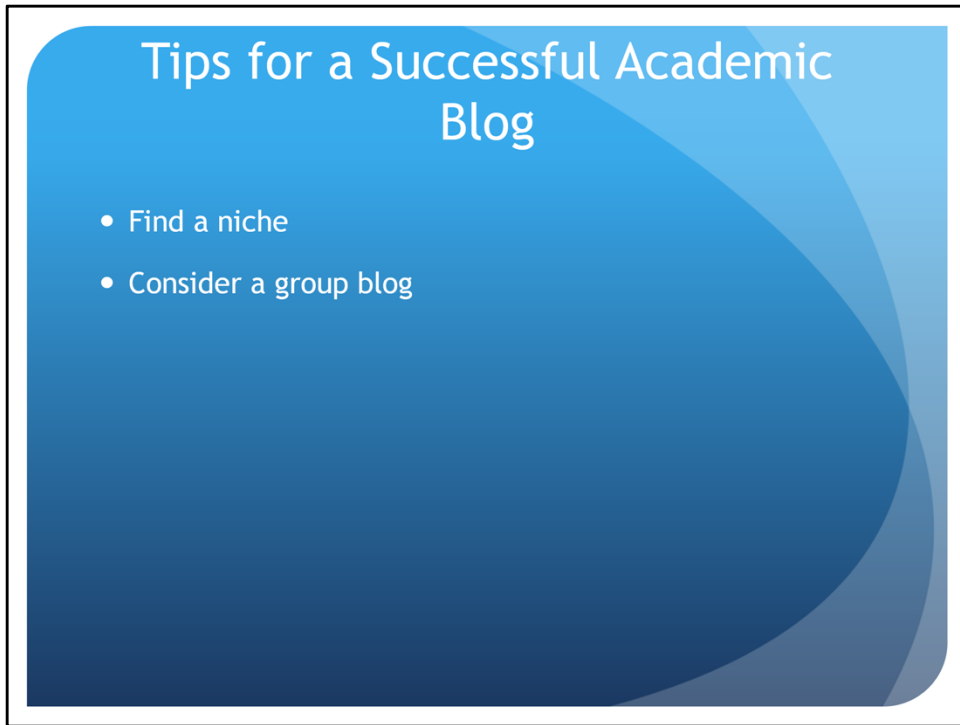 Tips for a Successful Academic
Blog
• Find a niche
• Consider a group blog